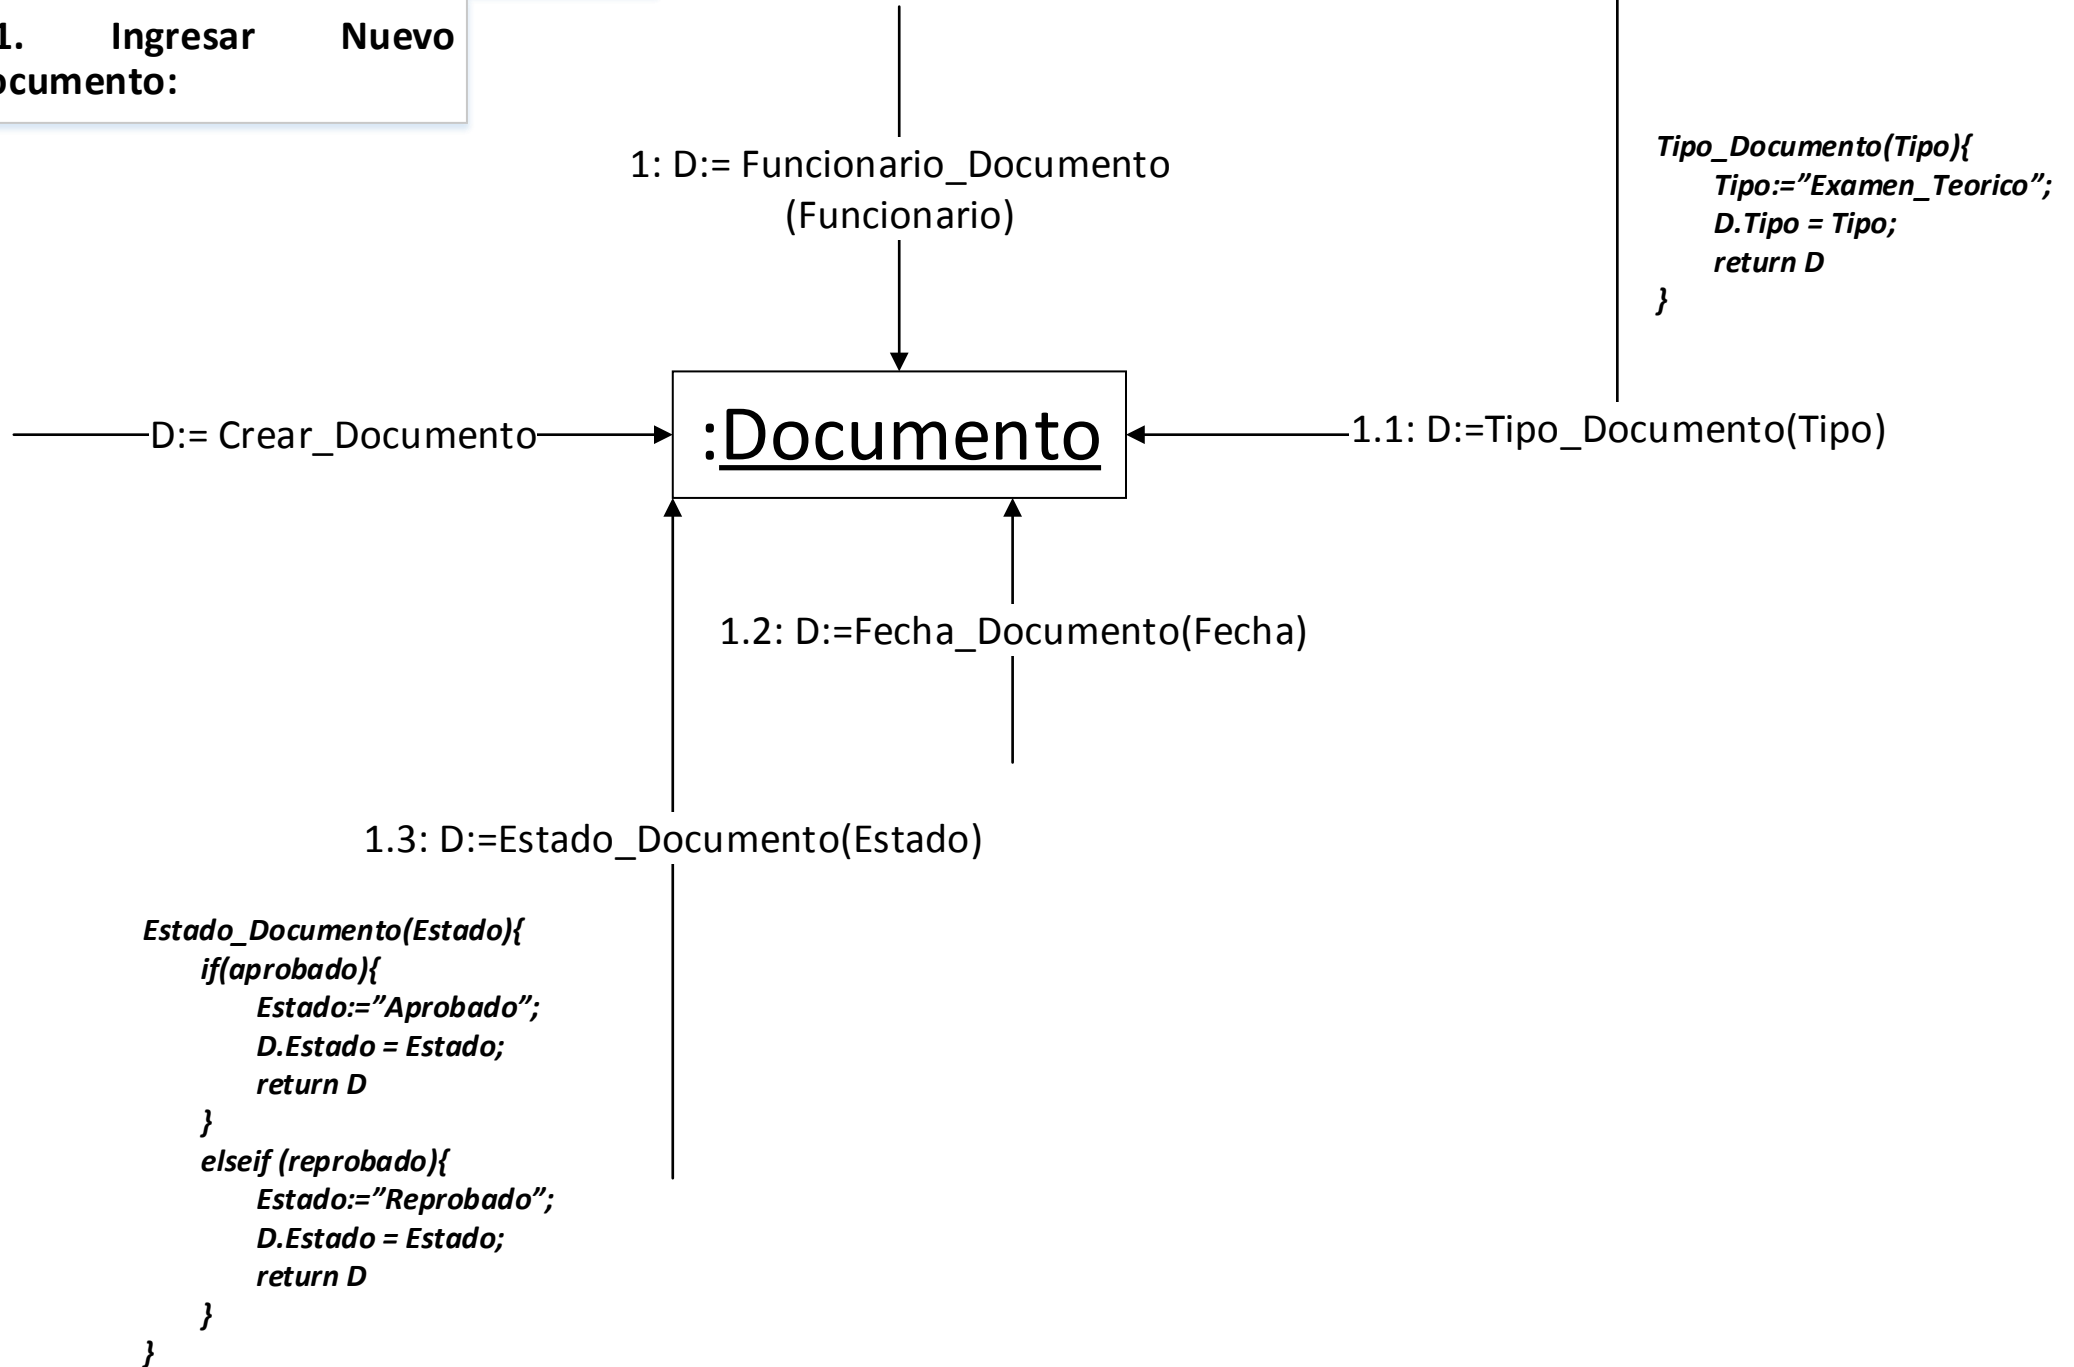 1. Ingresar Nuevo
ocumento:
1: D:= Funcionario_Documento
(Funcionario)
Tipo_Documento(Tipo){
Tipo:=”Examen_Teorico”;
D.Tipo = Tipo;
return D
}
D:= Crear_Documento
:Documento
1.1: D:=Tipo_Documento(Tipo)
1.2: D:=Fecha_Documento(Fecha)
1.3: D:=Estado_Documento(Estado)
Estado_Documento(Estado){
if(aprobado){
Estado:=”Aprobado”;
D.Estado = Estado;
return D
}
elseif (reprobado){
Estado:=”Reprobado”;
D.Estado = Estado;
return D
}
}